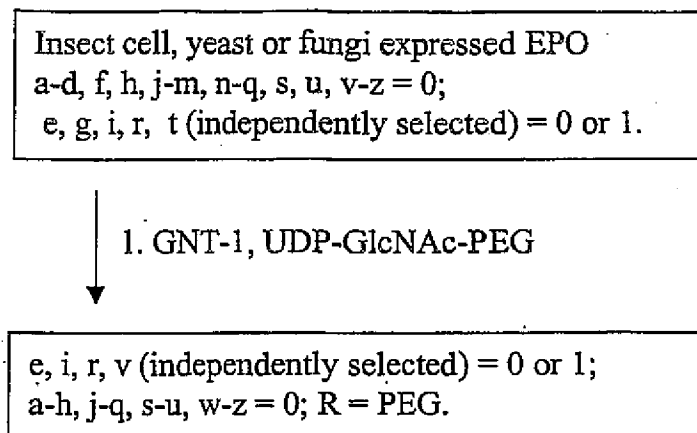 Insect cell, yeast or fungi expressed EPO
a-d, f, h, j-m, n-q, s, u, v-z = 0;
e, g, i, r, t (independently selected) = 0 or 1.
1. GNT-1, UDP-GlcNAc-PEG
e, i, r, v (independently selected) = 0 or 1;
a-h, j-q, s-u, w-z = 0; R = PEG.